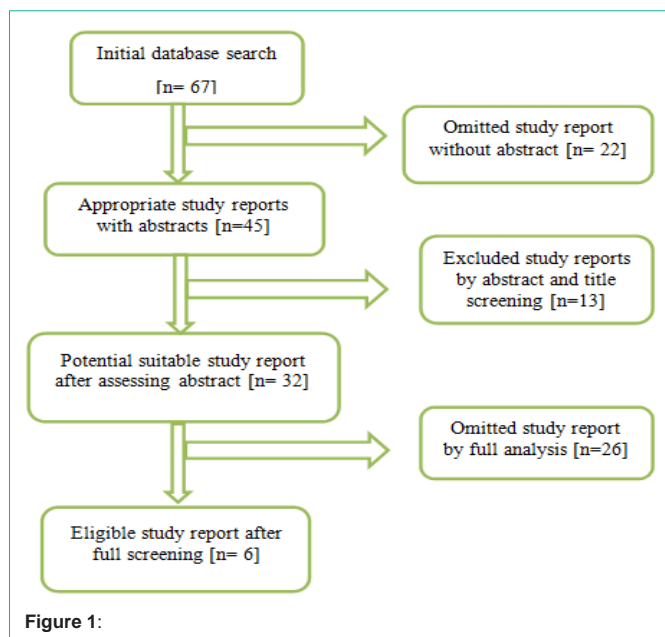 Initial database search
[n= 67]
Omitted study report
without abstract [n= 22]
Appropriate study reports
with abstracts [n=45]
Excluded study reports
by abstract and title
screening [n=13]
Potential suitable study report
after assessing abstract [n= 32]
Omitted study report
by full analysis [n=26]
Eligible study report after
full screening [n= 6]
Figure 1: